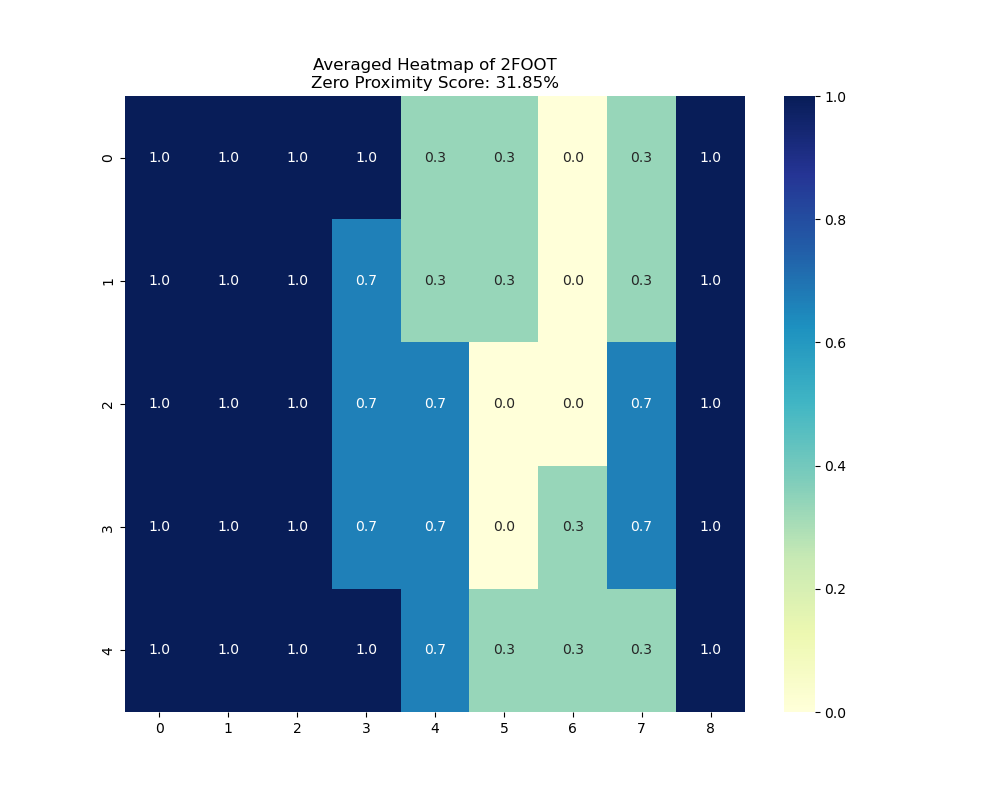 Averaged Heatmap of 2FOOT
Zero Proximity Score: 31.85%
0 1.0 1.0 1.0 1.0 0.3 0.3 0.0 0.3 1.0
1 1.0 1.0 1.0 0.7 0.3 0.3 0.0 0.3 1.0
2 1.0 1.0 1.0 0.7 0.7 0.0 0.0 0.7 1.0
3 1.0 1.0 1.0 0.7 0.7 0.0 0.3 0.7 1.0
4 1.0 1.0 1.0 1.0 0.7 0.3 0.3 0.3 1.0
0 1 2 3 4 5 6 7 8
1.0
0.8
0.6
0.4
0.2
0.0